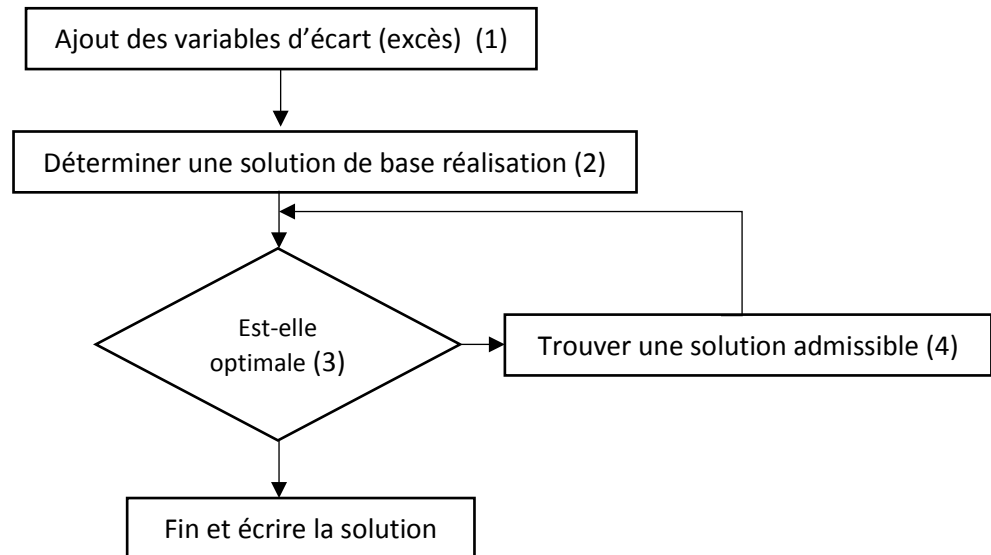 Ajout des variables d’écart (excès) (1)
Déterminer une solution de base réalisation (2)
Est-elle
optimale (3)
Trouver une solution admissible (4)
Fin et écrire la solution